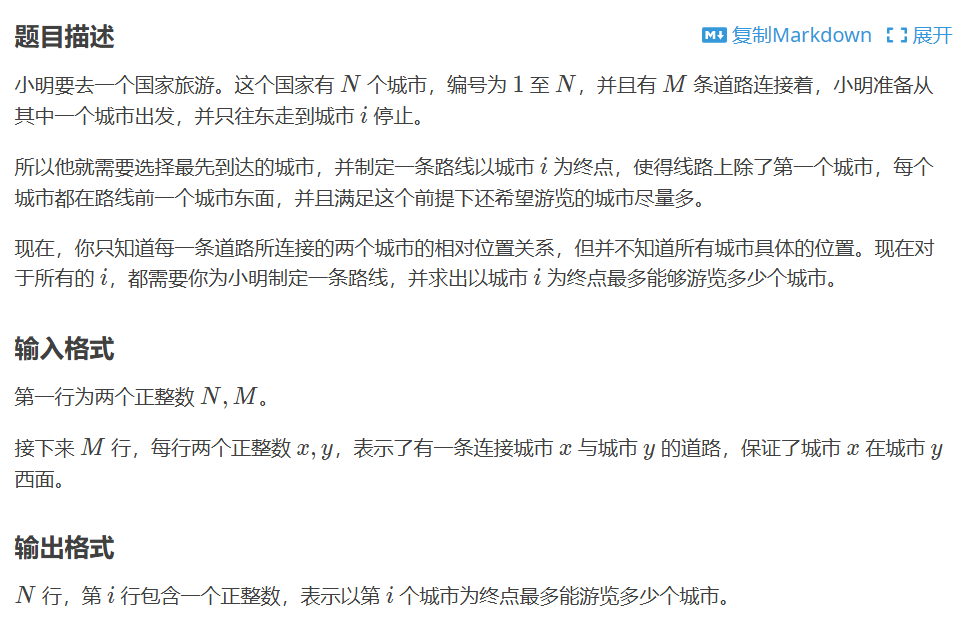 题目描述
复制Markdown 展开
小明要去一个国家旅游。这个国家有 N 个城市，编号为 1 至 N，并且有 M 条道路连接着，小明准备从
其中一个城市出发，并只往东走到城市 i 停止。
所以他就需要选择最先到达的城市，并制定一条路线以城市 i 为终点，使得线路上除了第一个城市，每个
城市都在路线前一个城市东面，并且满足这个前提下还希望游览的城市尽量多。
现在，你只知道每一条道路所连接的两个城市的相对位置关系，但并不知道所有城市具体的位置。现在对
于所有的 i，都需要你为小明制定一条路线，并求出以城市 i 为终点最多能够游览多少个城市。
输入格式
第一行为两个正整数 N, M。
接下来 M 行，每行两个正整数 x, y，表示了有一条连接城市 x 与城市 y 的道路，保证了城市 x 在城市 y
西面。
输出格式
N 行，第 i 行包含一个正整数，表示以第 i 个城市为终点最多能游览多少个城市。